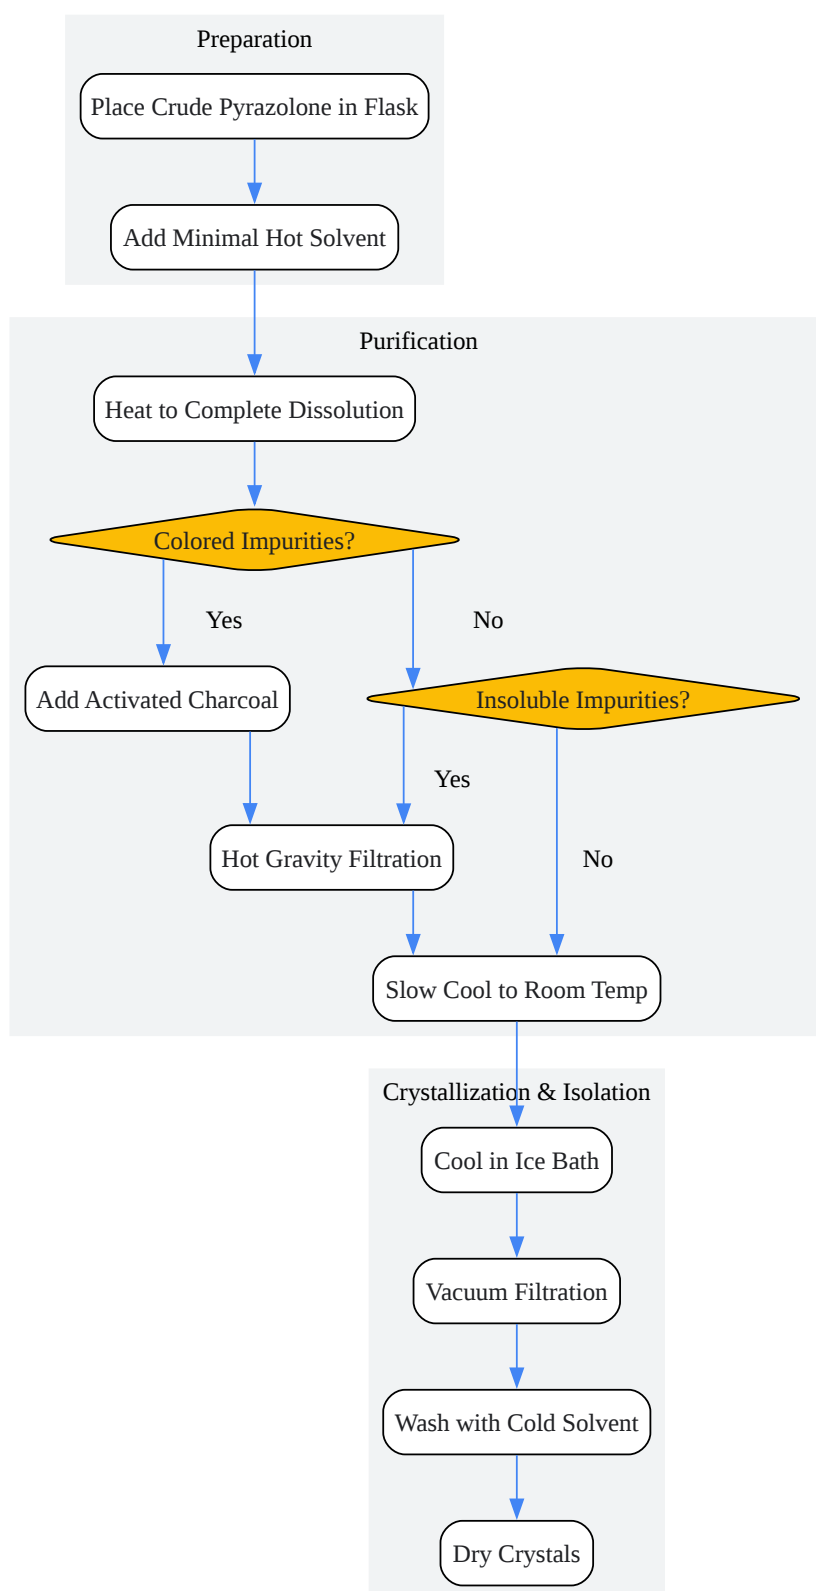 Preparation
Place Crude Pyrazolone in Flask
Add Minimal Hot Solvent
Purification
Heat to Complete Dissolution
Colored Impurities?
Yes
No
Add Activated Charcoal
Insoluble Impurities?
Yes
Hot Gravity Filtration
No
Slow Cool to Room Temp
Crystallization & Isolation
Cool in Ice Bath
Vacuum Filtration
Wash with Cold Solvent
Dry Crystals